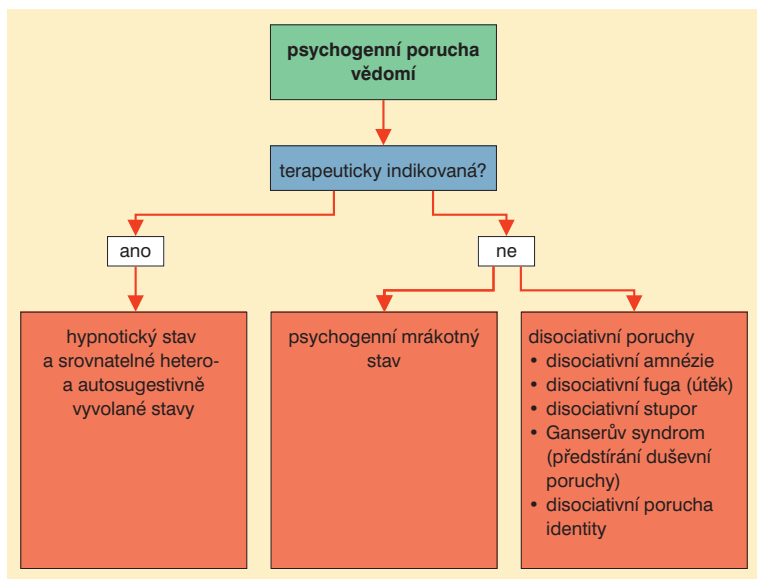 psychogenní porucha
vědomí
terapeuticky indikovaná?
ano
ne
hypnotický stav
a srovnatelné hetero-
a autosugestivně
vyvolané stavy
psychogenní mrákotný
stav
disociativní poruchy
• disociativní amnézie
• disociativní fuga (útěk)
• disociativní stupor
• Ganserův syndrom
(předstírání duševní
poruchy)
• disociativní porucha
identity